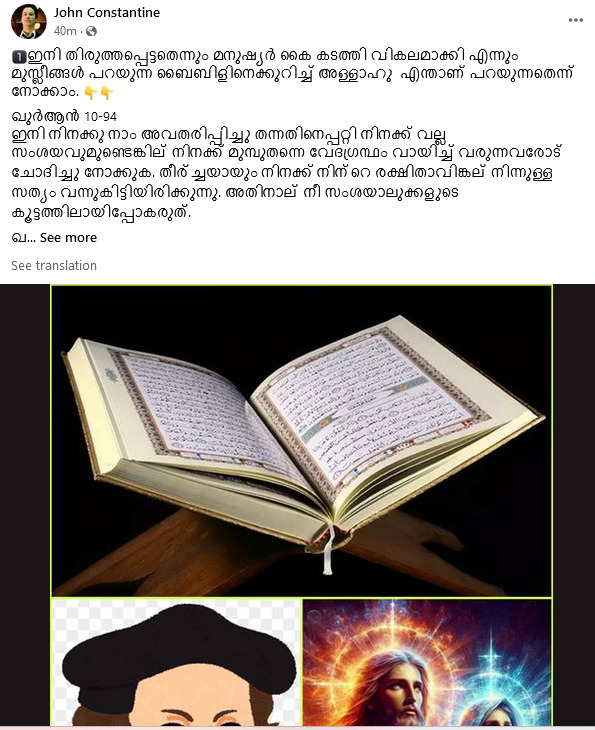 John Constantine
40m ·
1 ഇനി തിരുത്തപ്പെട്ടതെന്നും മനുഷ്യർ കൈ കടത്തി വികലമാക്കി എന്നും
മുസ്ലീങ്ങൾ പറയുന്ന ബൈബിളിനെക്കുറിച്ച് അള്ളാഹു എന്താണ് പറയുന്നതെന്ന്
നോക്കാം. 👇👇
ഖുർആൻ 10-94
ഇനി നിനക്കു നാം അവതരിപ്പിച്ചു തന്നതിനെപ്പറ്റി നിനക്ക് വല്ല
സംശയവുമുണ്ടെങ്കില് നിനക്ക് മുമ്പുതന്നെ വേദഗ്രന്ഥം വായിച്ച് വരുന്നവരോട്
ചോദിച്ചു നോക്കുക. തീര് ച്ചയായും നിനക്ക് നിന് റെ രക്ഷിതാവിങ്കല് നിന്നുള്ള
സത്യം വന്നുകിട്ടിയിരിക്കുന്നു. അതിനാല് നീ സംശയാലുക്കളുടെ
കൂട്ടത്തിലായിപ്പോകരുത്.
ഖ... See more
See translation